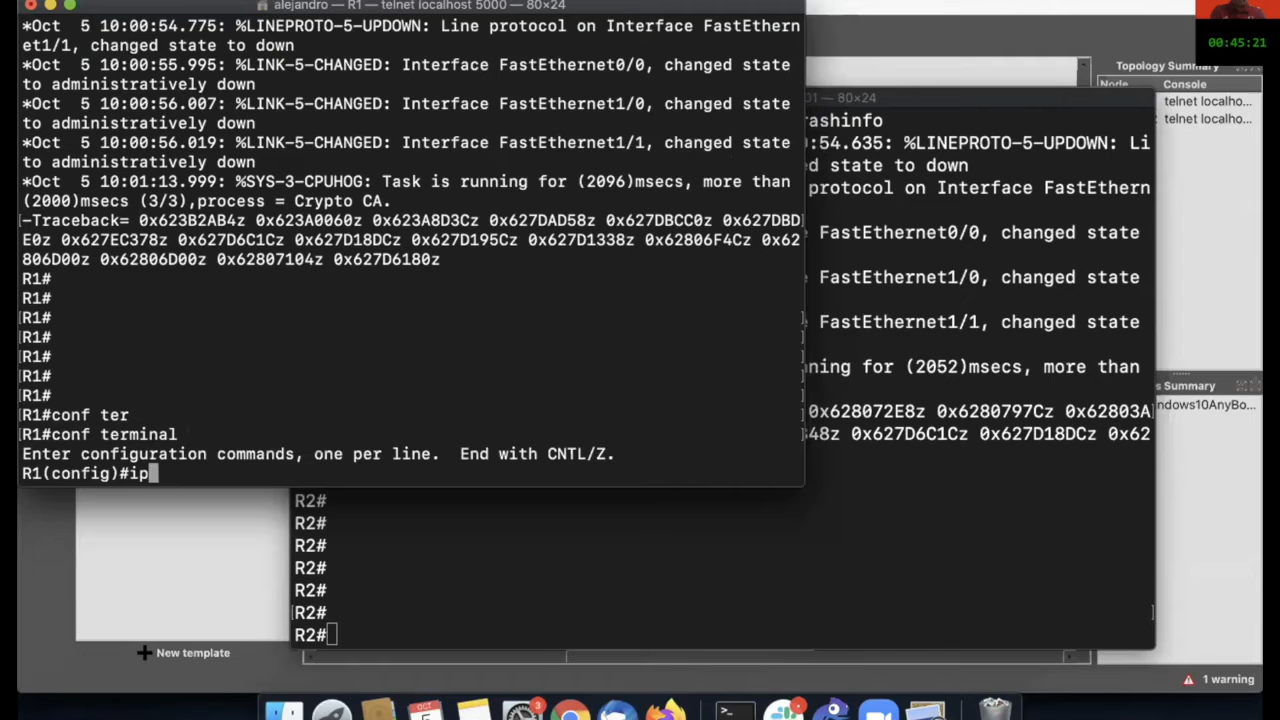 alejandro — R1 — telnet localhost 5000 — 80×24
*Oct  5 10:00:54.775: %LINEPROTO-5-UPDOWN: Line protocol on Interface FastEthern
et1/1, changed state to down
*Oct  5 10:00:55.995: %LINK-5-CHANGED: Interface FastEthernet0/0, changed state
to administratively down
*Oct  5 10:00:56.007: %LINK-5-CHANGED: Interface FastEthernet1/0, changed state
to administratively down
*Oct  5 10:00:56.019: %LINK-5-CHANGED: Interface FastEthernet1/1, changed state
to administratively down
*Oct  5 10:01:13.999: %SYS-3-CPUHOG: Task is running for (2096)msecs, more than
(2000)msecs (3/3),process = Crypto CA.
-Traceback= 0x623B2AB4z 0x623A0060z 0x623A8D3Cz 0x627DAD58z 0x627DBCC0z 0x627DBD
E0z 0x627EC378z 0x627D6C1Cz 0x627D18DCz 0x627D195Cz 0x627D1338z 0x62806F4Cz 0x62
806D00z 0x62806D00z 0x62807104z 0x627D6180z
R1#
R1#
R1#
R1#
R1#
R1#
R1#
R1#conf ter
R1#conf terminal
Enter configuration commands, one per line.  End with CNTL/Z.
R1(config)#ip
01 — 80×24
rashinfo
0:54.635: %LINEPROTO-5-UPDOWN: Li
d state to down
protocol on Interface FastEthern
FastEthernet0/0, changed state
FastEthernet1/0, changed state
FastEthernet1/1, changed state
ning for (2052)msecs, more than
0x628072E8z 0x6280797Cz 0x62803A
48z 0x627D6C1Cz 0x627D18DCz 0x62
R2#
R2#
R2#
R2#
R2#
R2#
R2#
00:45:21
Topology Summary
Node Console
telnet localho...
telnet localho...
s Summary
ndows10AnyBo...
New template
1 warning
OCT
5
3